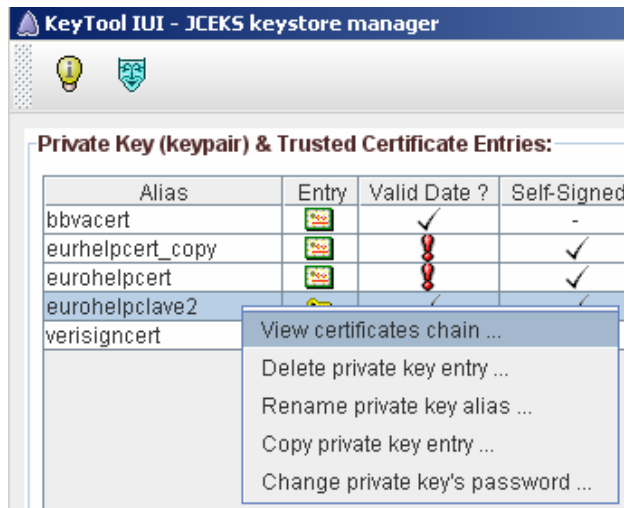 KeyTool IUI - JCEKS keystore manager
Private Key (keypair) & Trusted Certificate Entries:
Alias Entry Valid Date ? Self-Signed
bbvacert -
eurhelpcert_copy
eurohelpcert
eurohelpclave2
verisigncert
View certificates chain ...
Delete private key entry ...
Rename private key alias ...
Copy private key entry ...
Change private key's password ...